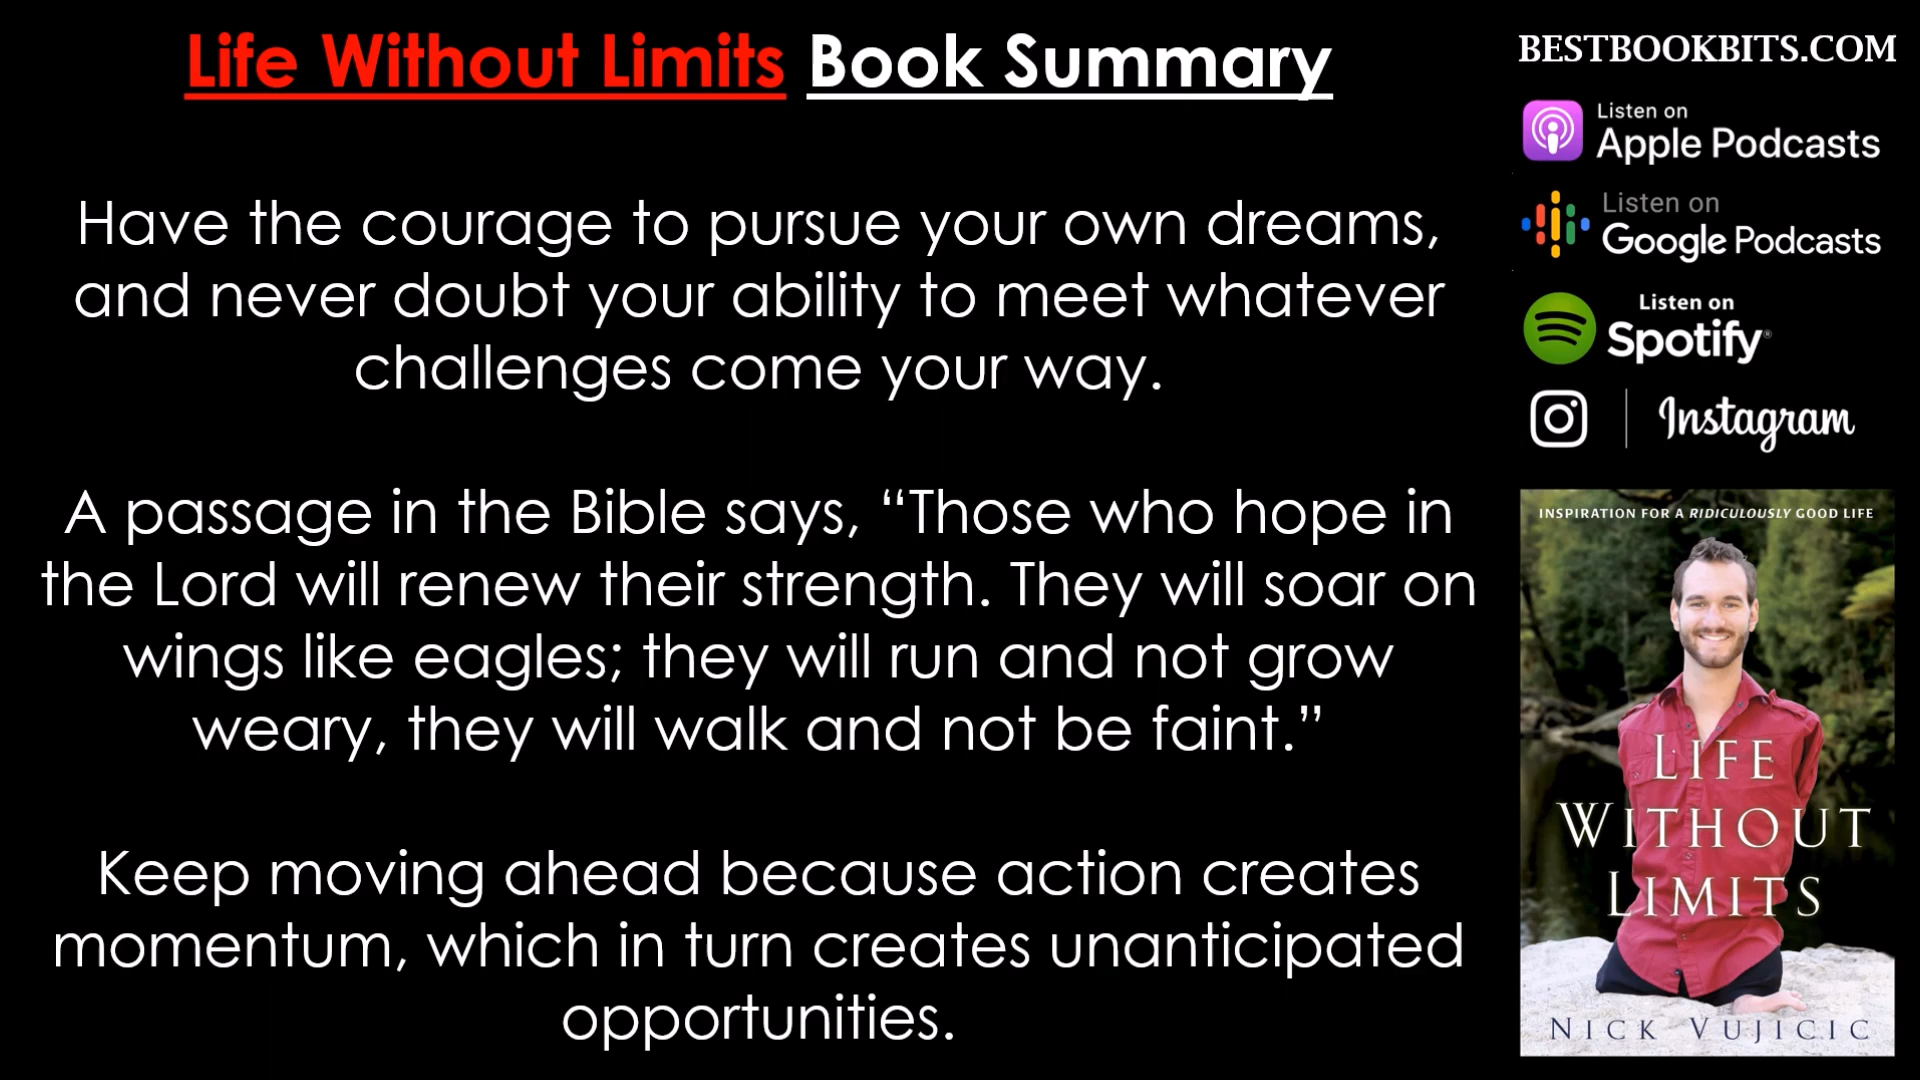 Life Without Limits Book Summary
Have the courage to pursue your own dreams,
and never doubt your ability to meet whatever
challenges come your way.
A passage in the Bible says, “Those who hope in
the Lord will renew their strength. They will soar on
wings like eagles; they will run and not grow
weary, they will walk and not be faint.”
Keep moving ahead because action creates
momentum, which in turn creates unanticipated
opportunities.
BESTBOOKBITS.COM
Listen on
Apple Podcasts
Listen on
Google Podcasts
Listen on
Spotify®
Instagram
INSPIRATION FOR A RIDICULOUSLY GOOD LIFE
LIFE
WITHOUT
LIMITS
NICK VUJICIC